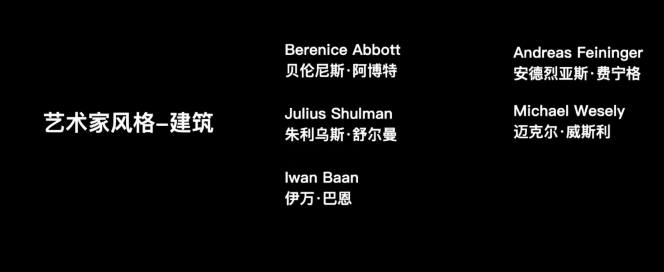 艺术家风格–建筑
Berenice Abbott
贝伦尼斯·阿博特
Julius Shulman
朱利乌斯·舒尔曼
Iwan Baan
伊万·巴恩
Andreas Feininger
安德烈亚斯·费宁格
Michael Wesely
迈克尔·威斯利